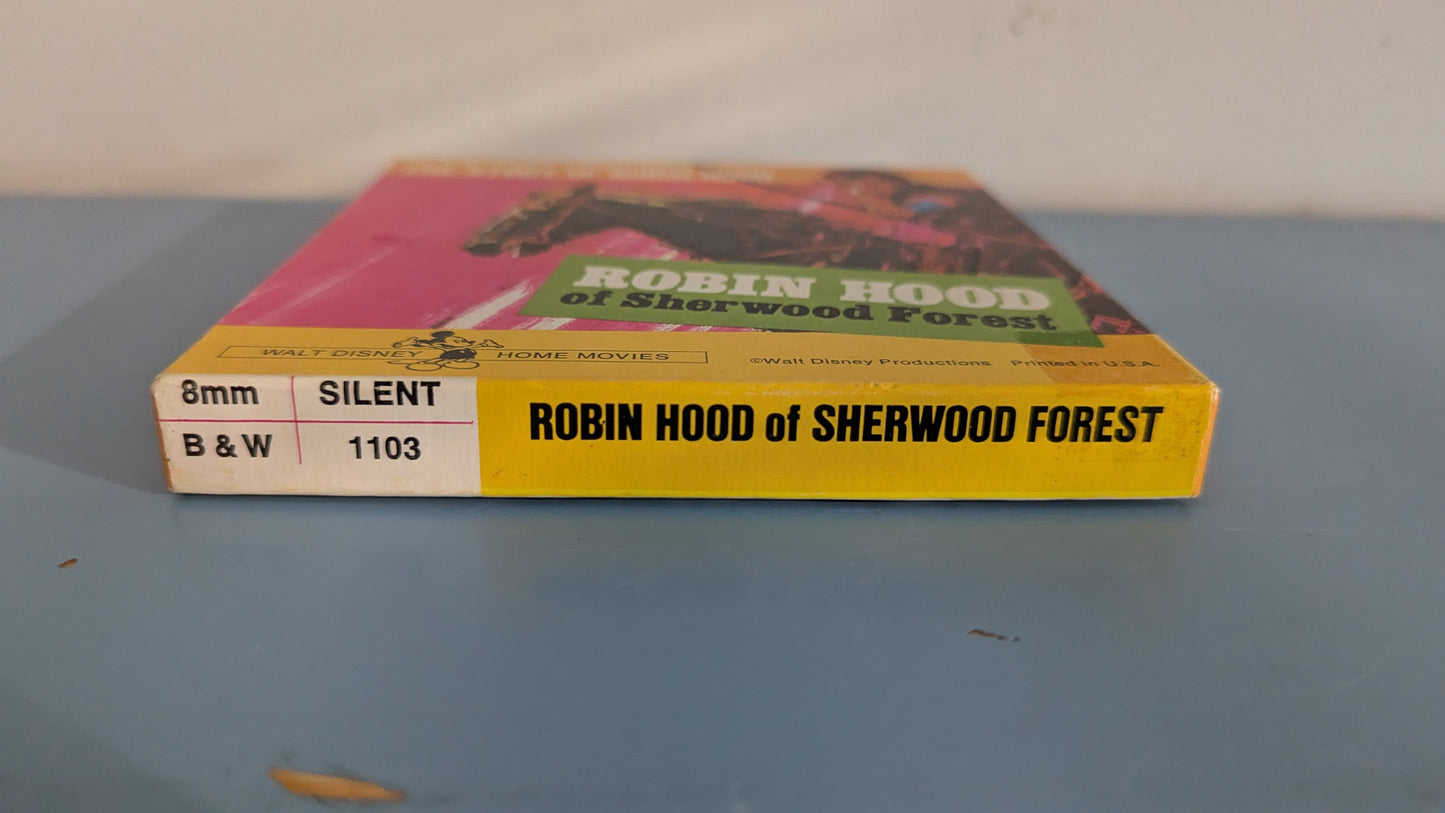 ROBIN HOOD
of Sherwood Forest
WALT DISNEY HOME MOVIES
©Walt Disney Productions Printed in U.S.A.
8mm SILENT
B & W 1103
ROBIN HOOD of SHERWOOD FOREST